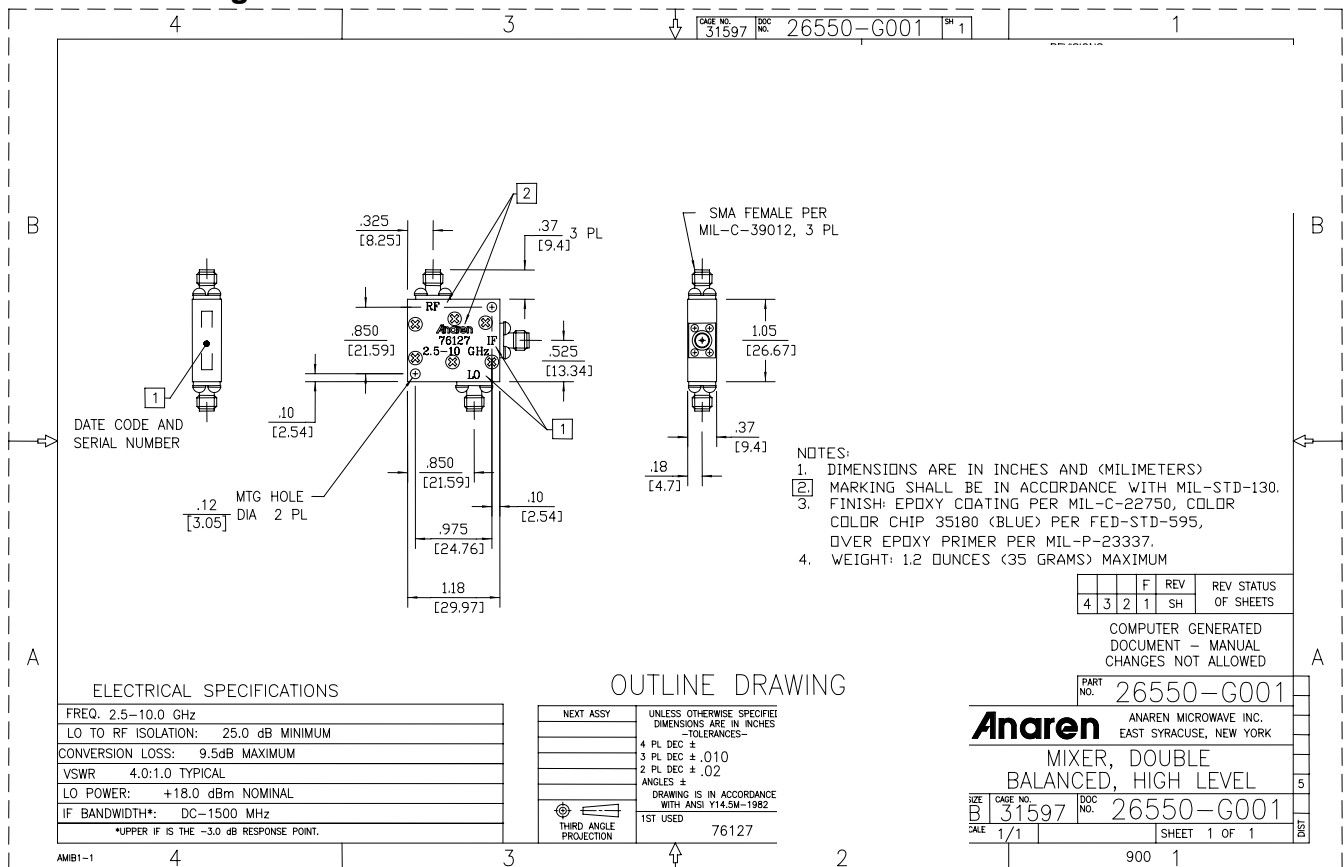 4
3
CAGE NO. 31597 DOC NO. 26550-G001 SH 1
1
B
B
A
A
.325
[8.25]
2
.37 3 PL
[9.4]
SMA FEMALE PER
MIL-C-39012, 3 PL
RF
Anaren
76127
IF
2.5-10 GHz
LO
.850
[21.59]
.525
[13.34]
1.05
[26.67]
1
DATE CODE AND
SERIAL NUMBER
.10
[2.54]
1
.850
[21.59]
.37
[9.4]
.18
[4.7]
MTG HOLE
.12 DIA 2 PL
[3.05]
.10
[2.54]
.975
[24.76]
1.18
[29.97]
NOTES:
1. DIMENSIONS ARE IN INCHES AND (MILIMETERS)
2. MARKING SHALL BE IN ACCORDANCE WITH MIL-STD-130.
3. FINISH: EPOXY COATING PER MIL-C-22750, COLOR
COLOR CHIP 35180 (BLUE) PER FED-STD-595,
OVER EPOXY PRIMER PER MIL-P-23337.
4. WEIGHT: 1.2 OUNCES (35 GRAMS) MAXIMUM
F REV REV STATUS
4 3 2 1 SH OF SHEETS
COMPUTER GENERATED
DOCUMENT - MANUAL
CHANGES NOT ALLOWED
ELECTRICAL SPECIFICATIONS
FREQ. 2.5-10.0 GHz
LO TO RF ISOLATION: 25.0 dB MINIMUM
CONVERSION LOSS: 9.5dB MAXIMUM
VSWR 4.0:1.0 TYPICAL
LO POWER: +18.0 dBm NOMINAL
IF BANDWIDTH*: DC-1500 MHz
*UPPER IF IS THE -3.0 dB RESPONSE POINT.
OUTLINE DRAWING
NEXT ASSY
UNLESS OTHERWISE SPECIFIED
DIMENSIONS ARE IN INCHES
-TOLERANCES-
4 PL DEC ±
3 PL DEC ± .010
2 PL DEC ± .02
ANGLES ±
DRAWING IS IN ACCORDANCE
WITH ANSI Y14.5M-1982
THIRD ANGLE
PROJECTION
1ST USED
76127
PART NO. 26550-G001
Anaren
ANAREN MICROWAVE INC.
EAST SYRACUSE, NEW YORK
MIXER, DOUBLE
BALANCED, HIGH LEVEL
5
SIZE B CAGE NO. 31597 DOC NO. 26550-G001
SCALE 1/1 SHEET 1 OF 1
DIST
AMIB1-1
4
3
2
900
1